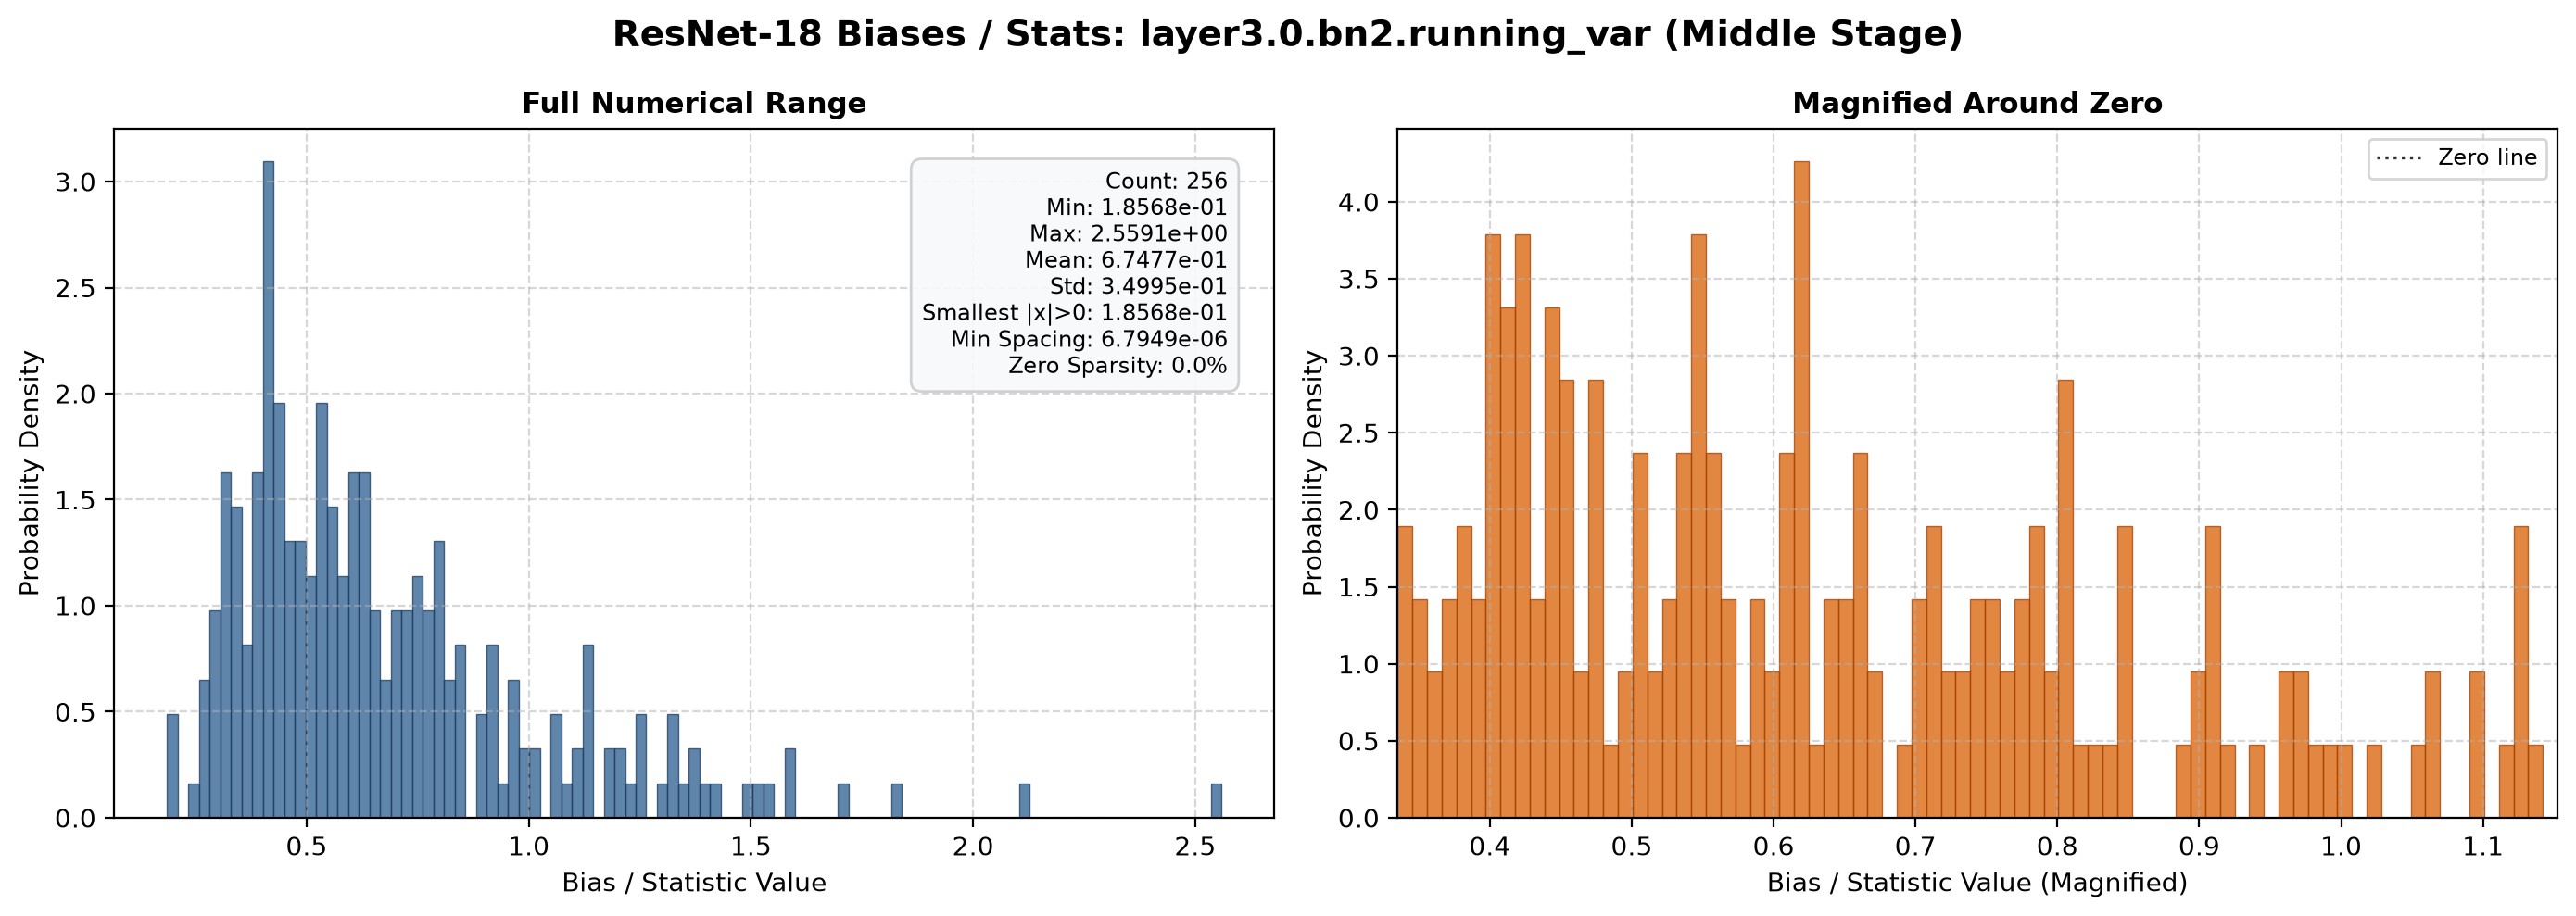 ResNet-18 Biases / Stats: layer3.0.bn2.running_var (Middle Stage)
Full Numerical Range
Probability Density
3.0
2.5
2.0
1.5
1.0
0.5
0.0
Count: 256
Min: 1.8568e-01
Max: 2.5591e+00
Mean: 6.7477e-01
Std: 3.4995e-01
Smallest |x|>0: 1.8568e-01
Min Spacing: 6.7949e-06
Zero Sparsity: 0.0%
0.5 1.0 1.5 2.0 2.5
Bias / Statistic Value
Magnified Around Zero
Probability Density
4.0
3.5
3.0
2.5
2.0
1.5
1.0
0.5
0.0
Zero line
0.4 0.5 0.6 0.7 0.8 0.9 1.0 1.1
Bias / Statistic Value (Magnified)